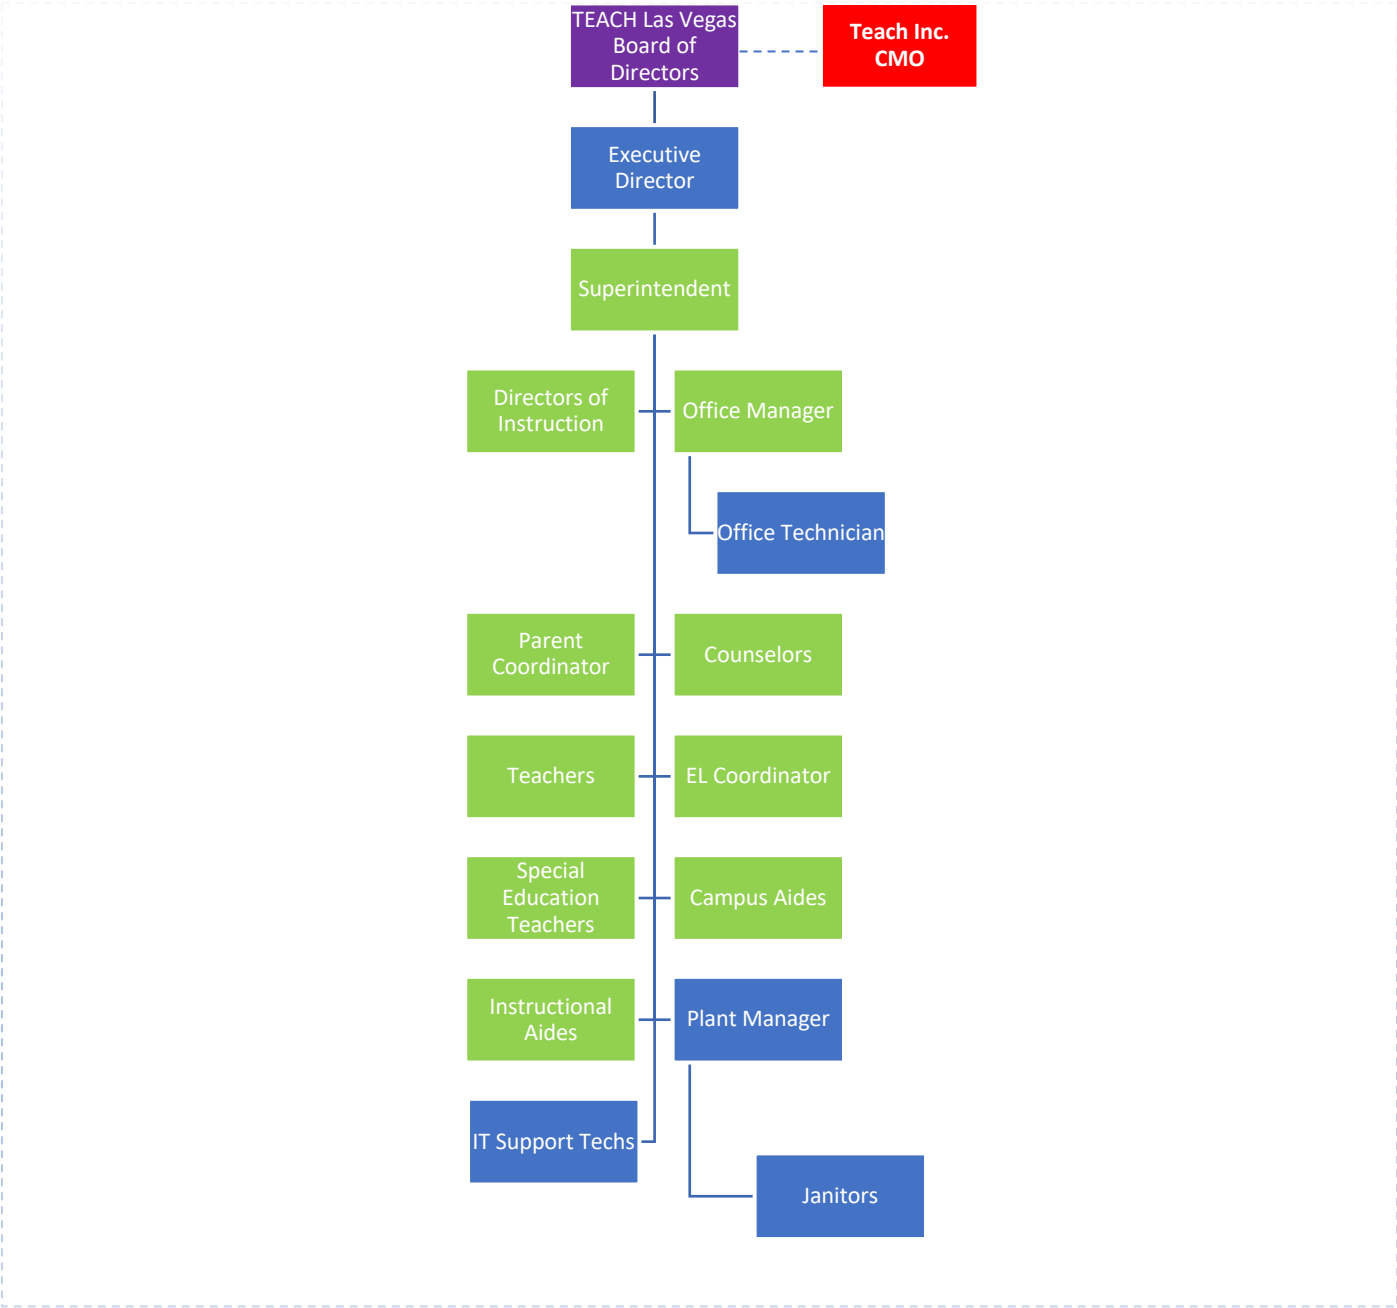 TEACH Las Vegas
Board of
Directors
Teach Inc.
CMO
Executive
Director
Superintendent
Directors of
Instruction
Office Manager
Office Technician
Parent
Coordinator
Counselors
Teachers
EL Coordinator
Special
Education
Teachers
Campus Aides
Instructional
Aides
Plant Manager
IT Support Techs
Janitors